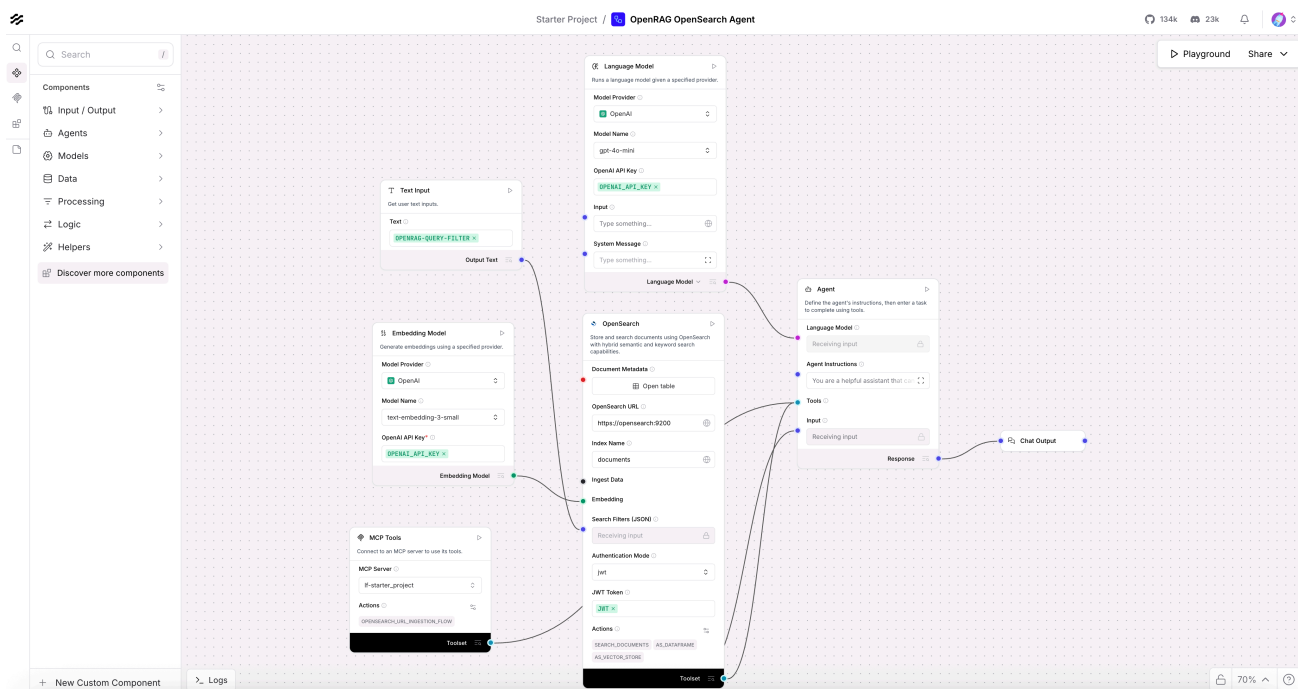 Starter Project / OpenRAG OpenSearch Agent
134k
23k
Search /
Components
Input / Output
Agents
Models
Data
Processing
Logic
Helpers
Discover more components
New Custom Component
>_ Logs
Playground
Share
70%
Text Input
Get user text inputs.
Text
OPENRAG-QUERY-FILTER ×
Output Text
Embedding Model
Generate embeddings using a specified provider.
Model Provider
OpenAI
Model Name
text-embedding-3-small
OpenAI API Key*
OPENAI_API_KEY ×
Embedding Model
MCP Tools
Connect to an MCP server to use its tools.
MCP Server
lf-starter_project
Actions
OPENSEARCH_URL_INGESTION_FLOW
Toolset
Language Model
Runs a language model given a specified provider.
Model Provider
OpenAI
Model Name
gpt-4o-mini
OpenAI API Key
OPENAI_API_KEY ×
Input
Type something...
System Message
Type something...
Language Model
OpenSearch
Store and search documents using OpenSearch
with hybrid semantic and keyword search
capabilities.
Document Metadata
Open table
OpenSearch URL
https://opensearch:9200
Index Name
documents
Ingest Data
Embedding
Search Filters (JSON)
Receiving input
Authentication Mode
jwt
JWT Token
JWT ×
Actions
SEARCH_DOCUMENTS AS_DATAFRAME
AS_VECTOR_STORE
Toolset
Agent
Define the agent's instructions, then enter a task
to complete using tools.
Language Model
Receiving input
Agent Instructions
You are a helpful assistant that
Tools
Input
Receiving input
Response
Chat Output